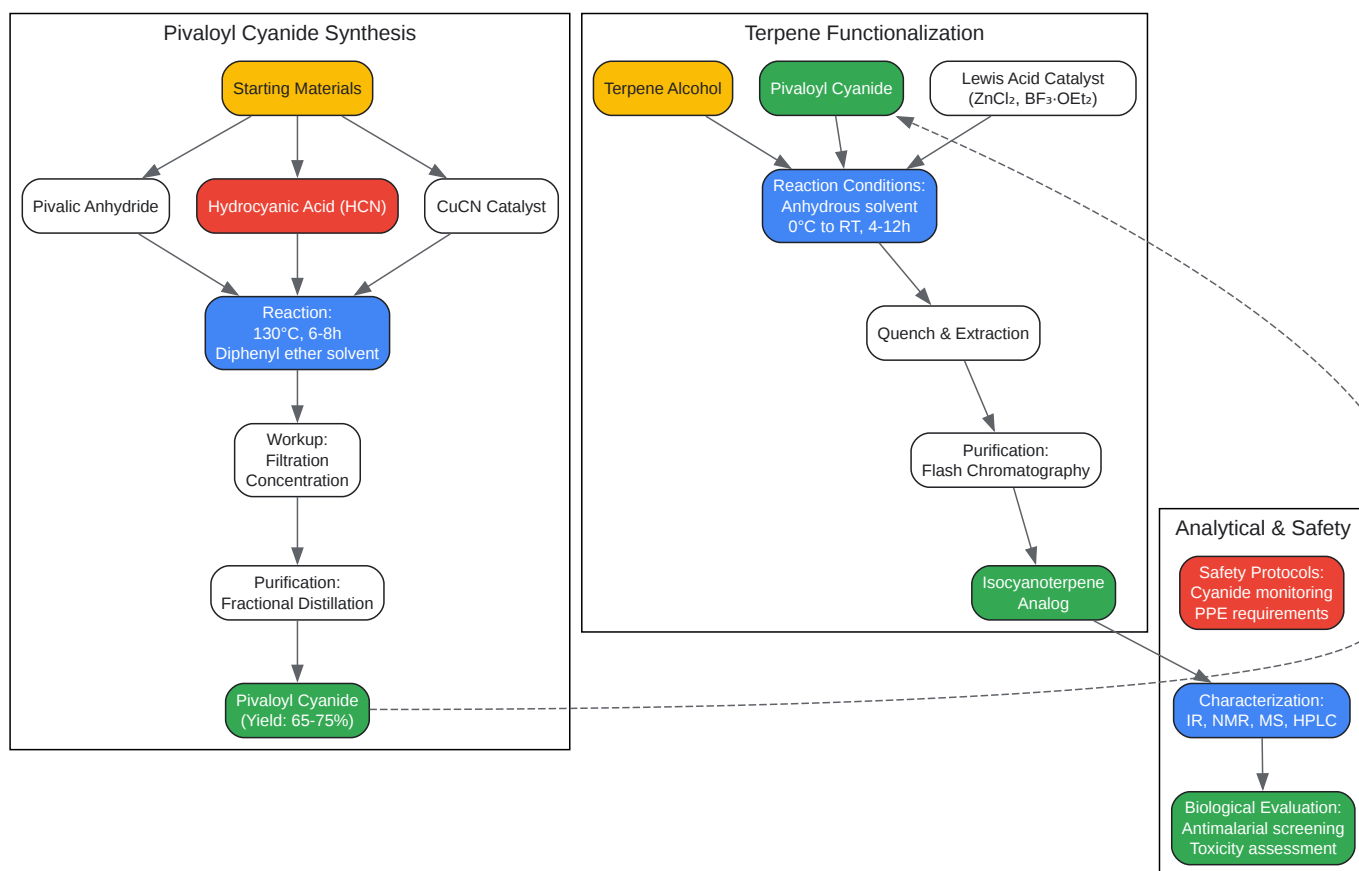 Pivaloyl Cyanide Synthesis
Starting Materials
Pivalic Anhydride
Hydrocyanic Acid (HCN)
CuCN Catalyst
Reaction:
130°C, 6-8h
Diphenyl ether solvent
Workup:
Filtration
Concentration
Purification:
Fractional Distillation
Pivaloyl Cyanide
(Yield: 65-75%)
Terpene Functionalization
Terpene Alcohol
Pivaloyl Cyanide
Lewis Acid Catalyst
(ZnCl₂, BF₃·OEt₂)
Reaction Conditions:
Anhydrous solvent
0°C to RT, 4-12h
Quench & Extraction
Purification:
Flash Chromatography
Isocyanoterpene
Analog
Analytical & Safety
Safety Protocols:
Cyanide monitoring
PPE requirements
Characterization:
IR, NMR, MS, HPLC
Biological Evaluation:
Antimalarial screening
Toxicity assessment